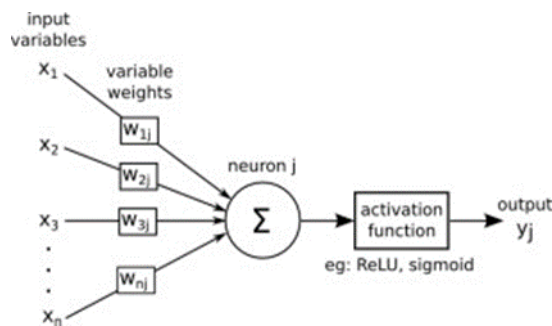 input
variables
x1
variable
weights
w1j
x2
neuron j
w2j
x3
w3j
Σ
activation
function
output
yj
eg: ReLU, sigmoid
wnj
xn